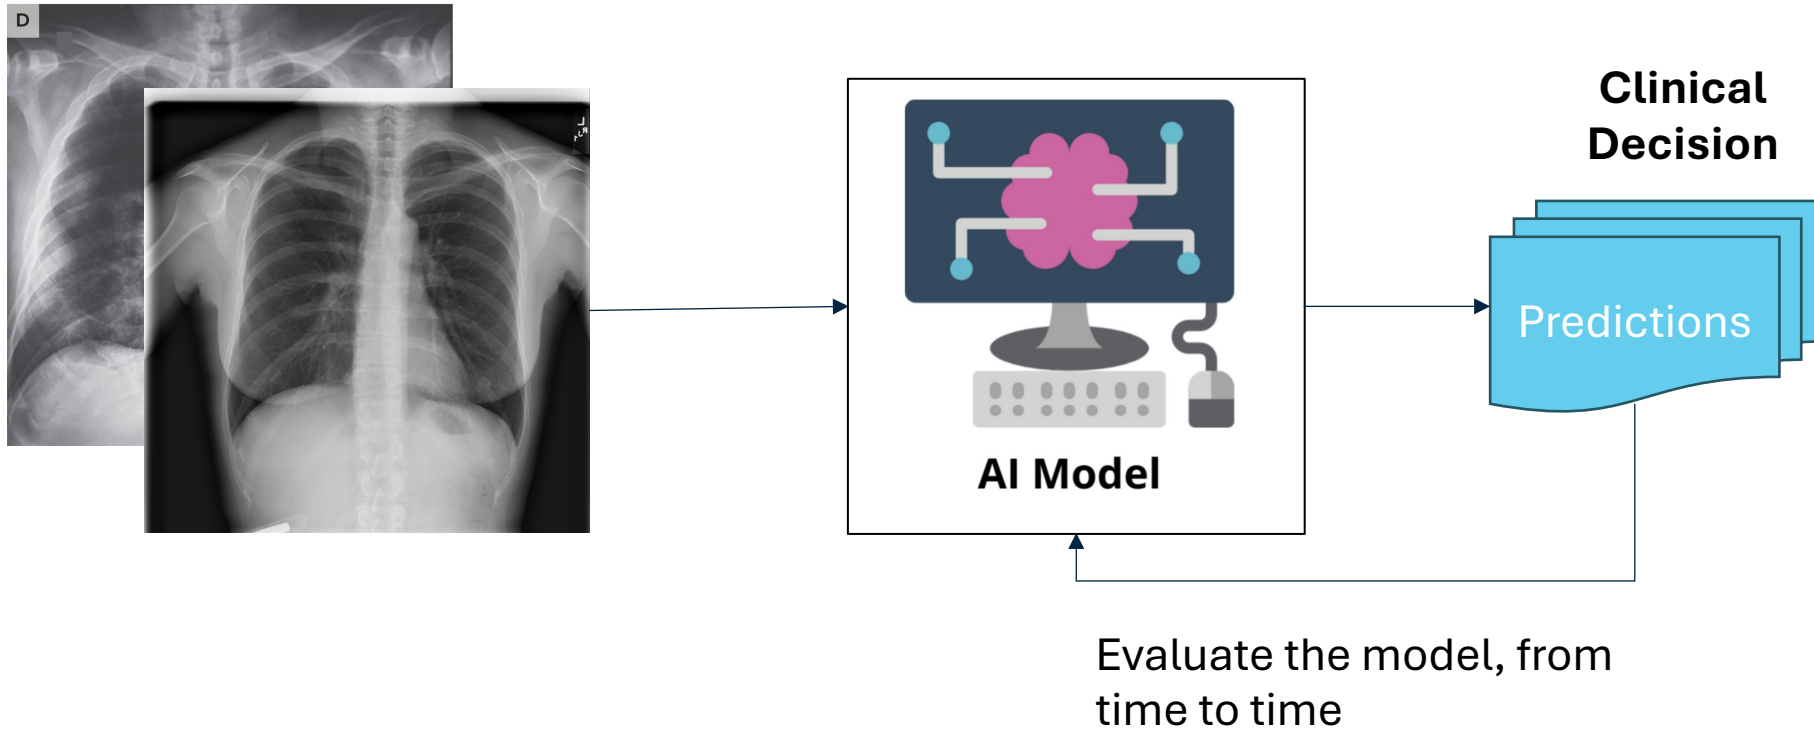 D
L
Clinical
Decision
Predictions
AI Model
Evaluate the model, from
time to time